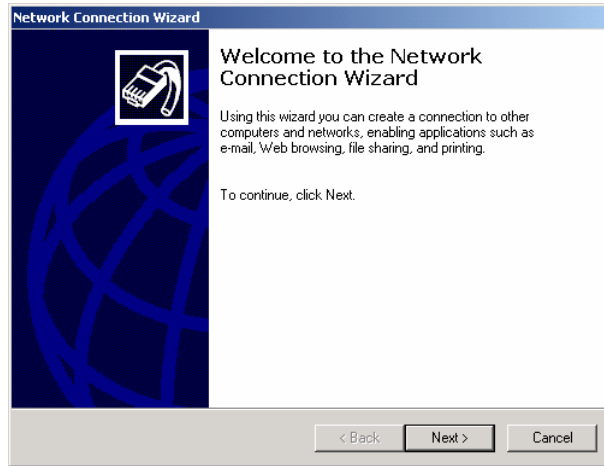 Network Connection Wizard
Welcome to the Network
Connection Wizard
Using this wizard you can create a connection to other
computers and networks, enabling applications such as
e-mail, Web browsing, file sharing, and printing.
To continue, click Next.
< Back
Next >
Cancel